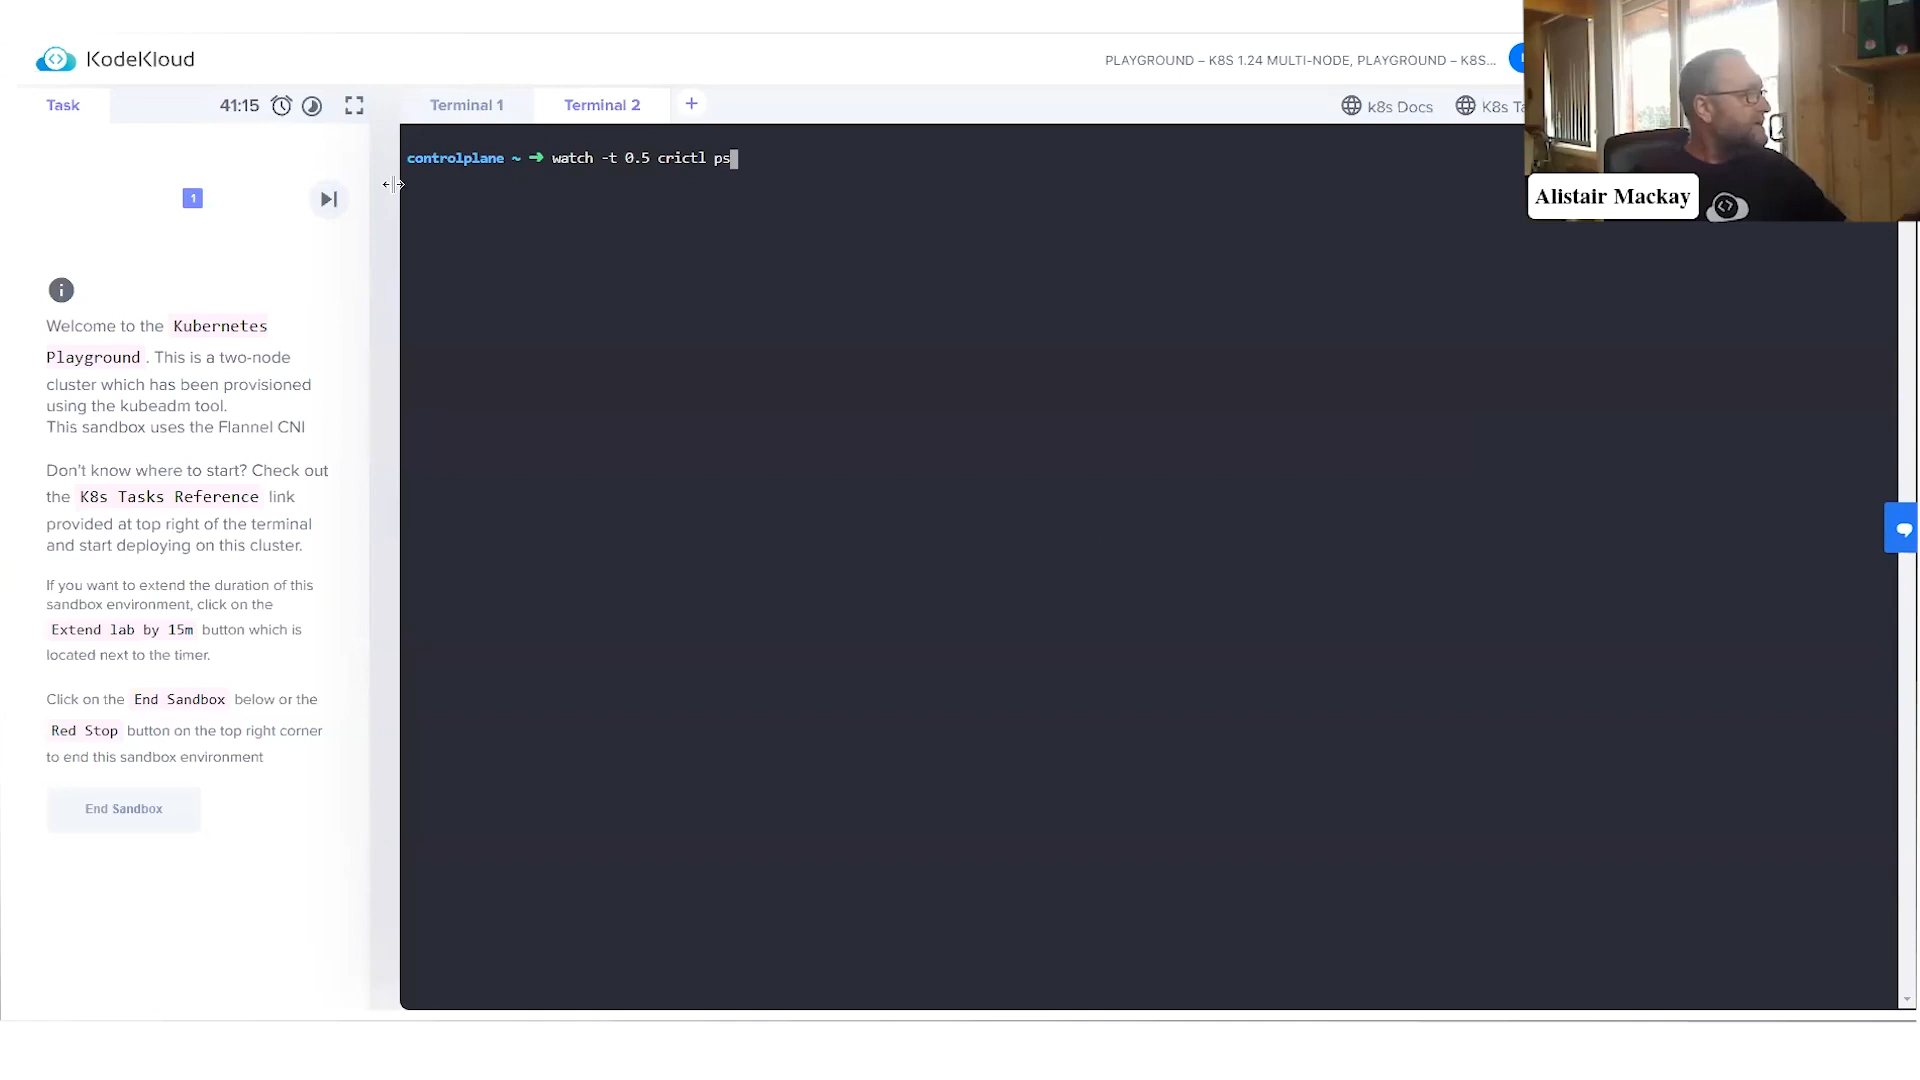 KodeKloud
PLAYGROUND – K8S 1.24 MULTI-NODE, PLAYGROUND – K8S...
Task
41:15
Terminal 1
Terminal 2
+
k8s Docs
K8s Ta
controlplane ~ ➜ watch -t 0.5 crictl ps
1
Alistair Mackay
Welcome to the Kubernetes
Playground . This is a two-node
cluster which has been provisioned
using the kubeadm tool.
This sandbox uses the Flannel CNI
Don't know where to start? Check out
the K8s Tasks Reference link
provided at top right of the terminal
and start deploying on this cluster.
If you want to extend the duration of this
sandbox environment, click on the
Extend lab by 15m button which is
located next to the timer.
Click on the End Sandbox below or the
Red Stop button on the top right corner
to end this sandbox environment
End Sandbox